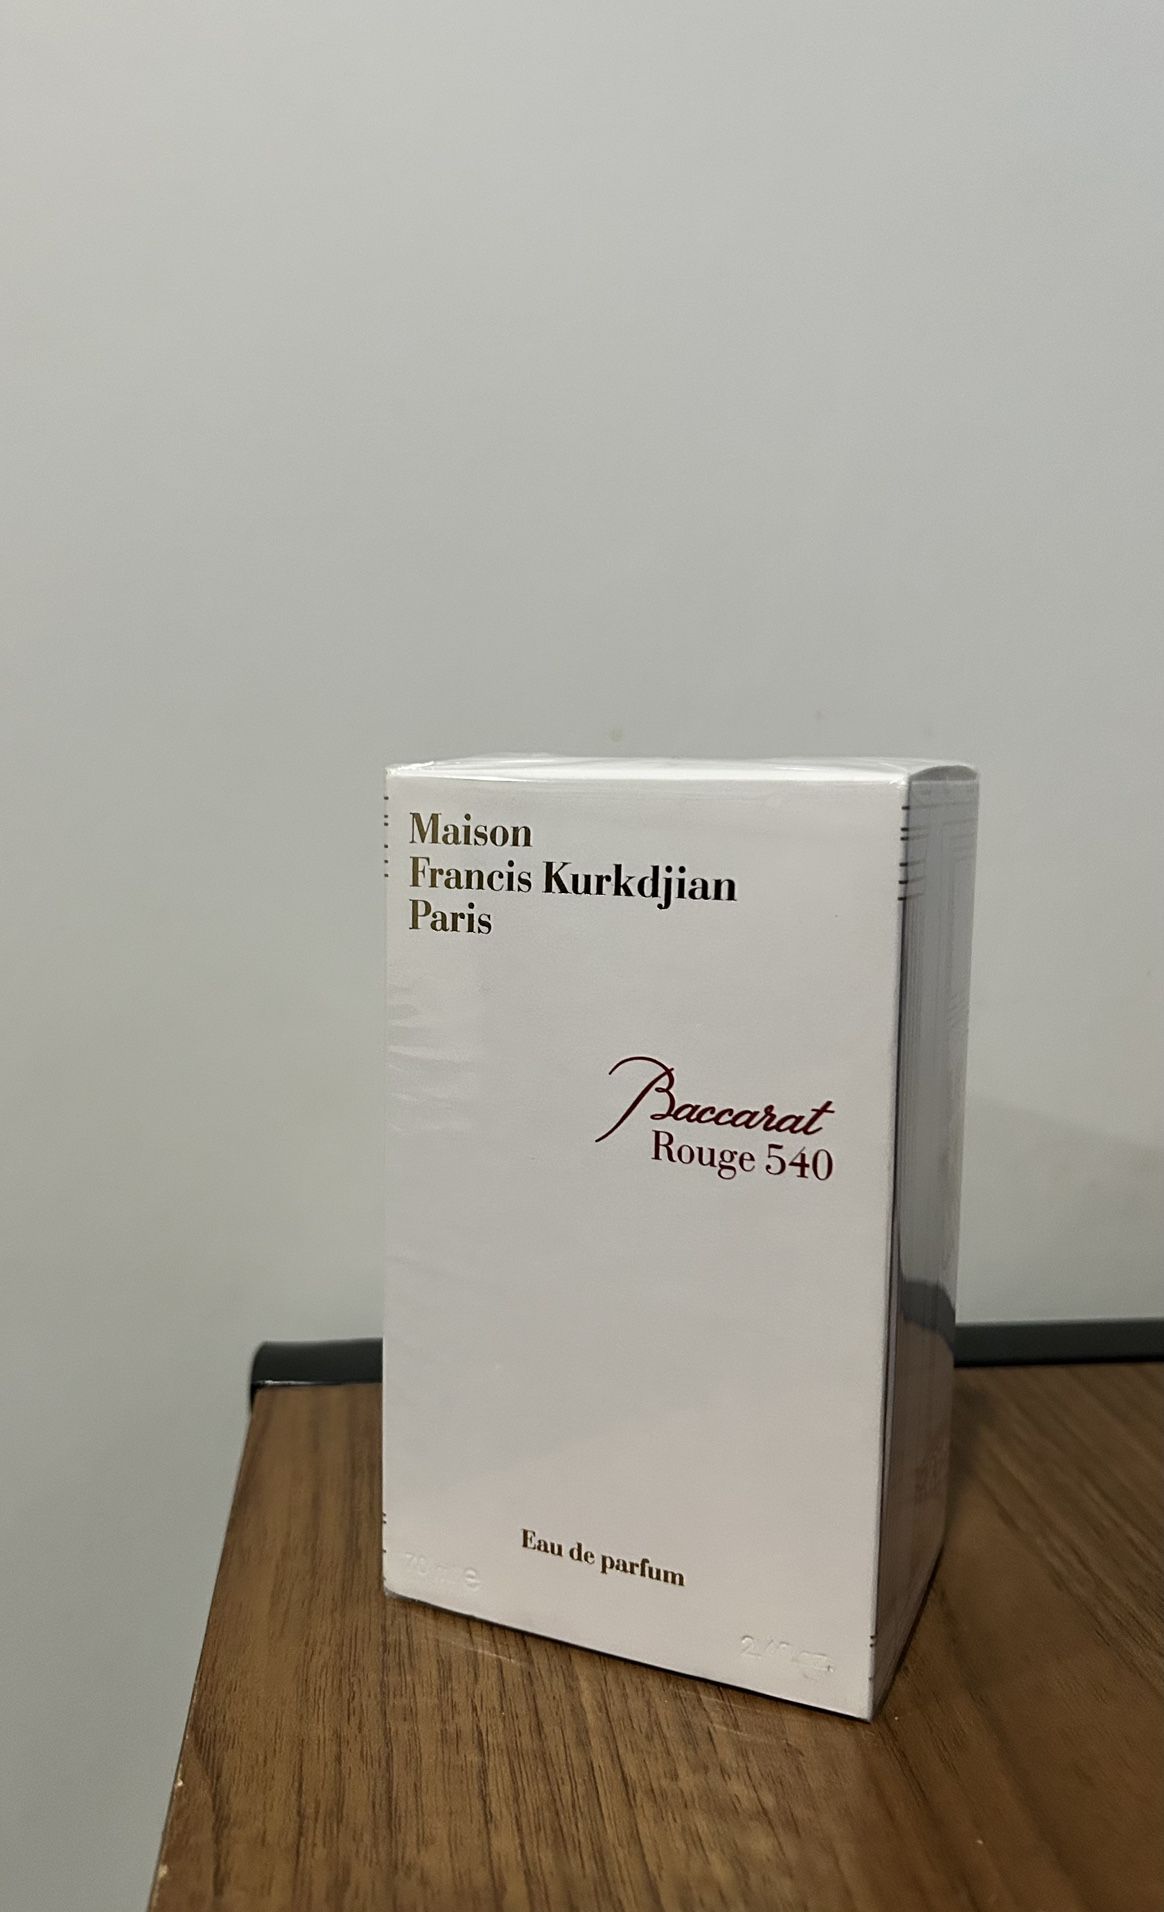 Maison
Francis Kurkdjian
Paris
Baccarat
Rouge 540
Eau de parfum